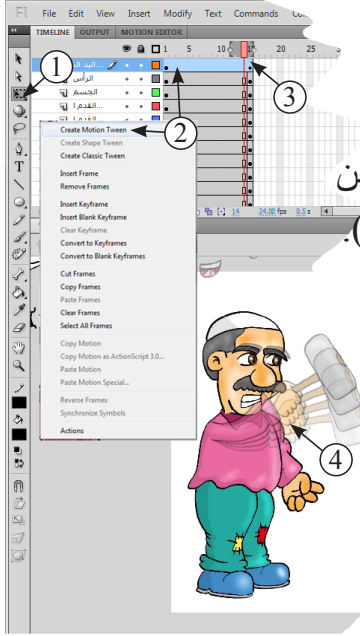 FL File Edit View Insert Modify Text Commands
TIMELINE OUTPUT MOTION EDITOR
1 5 10 15 20 25
اليد ال...
الرأس
الجسم
القدم ا...
القدم ا...
1
2
3
Create Motion Tween
Create Shape Tween
Create Classic Tween
Insert Frame
Remove Frames
Insert Keyframe
Insert Blank Keyframe
Clear Keyframe
Convert to Keyframes
Convert to Blank Keyframes
Cut Frames
Copy Frames
Paste Frames
Clear Frames
Select All Frames
Copy Motion
Copy Motion as ActionScript 3.0...
Paste Motion
Paste Motion Special...
Reverse Frames
Synchronize Symbols
Actions
14 24.00 fps 0.5 s
ن
).
4